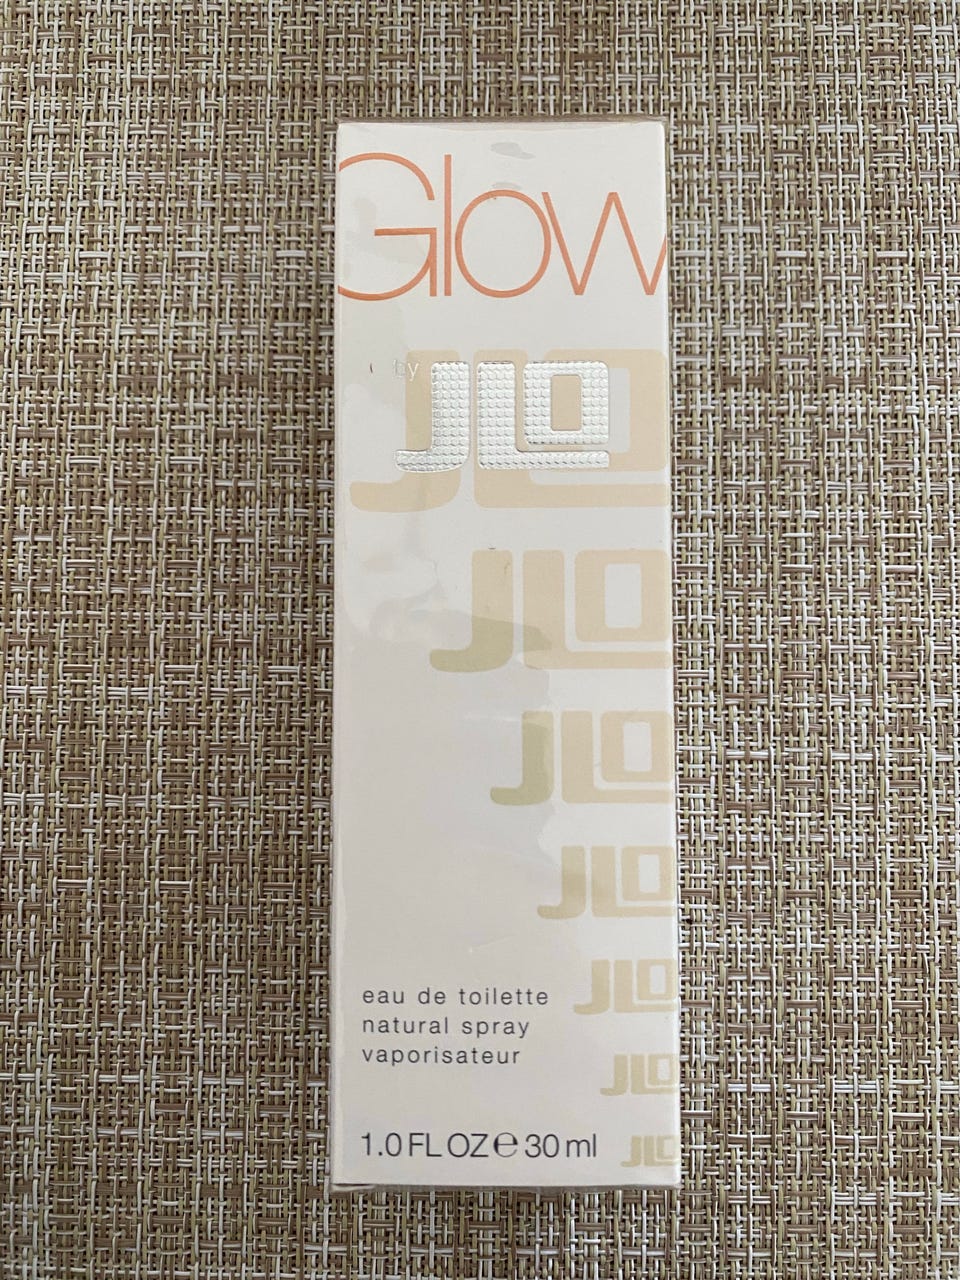 Glow
by JLO
JLO
JLO
JLO
JLO
JLO
eau de toilette
natural spray
vaporisateur
JLO
1.0 FL OZ ℮ 30 ml
JLO